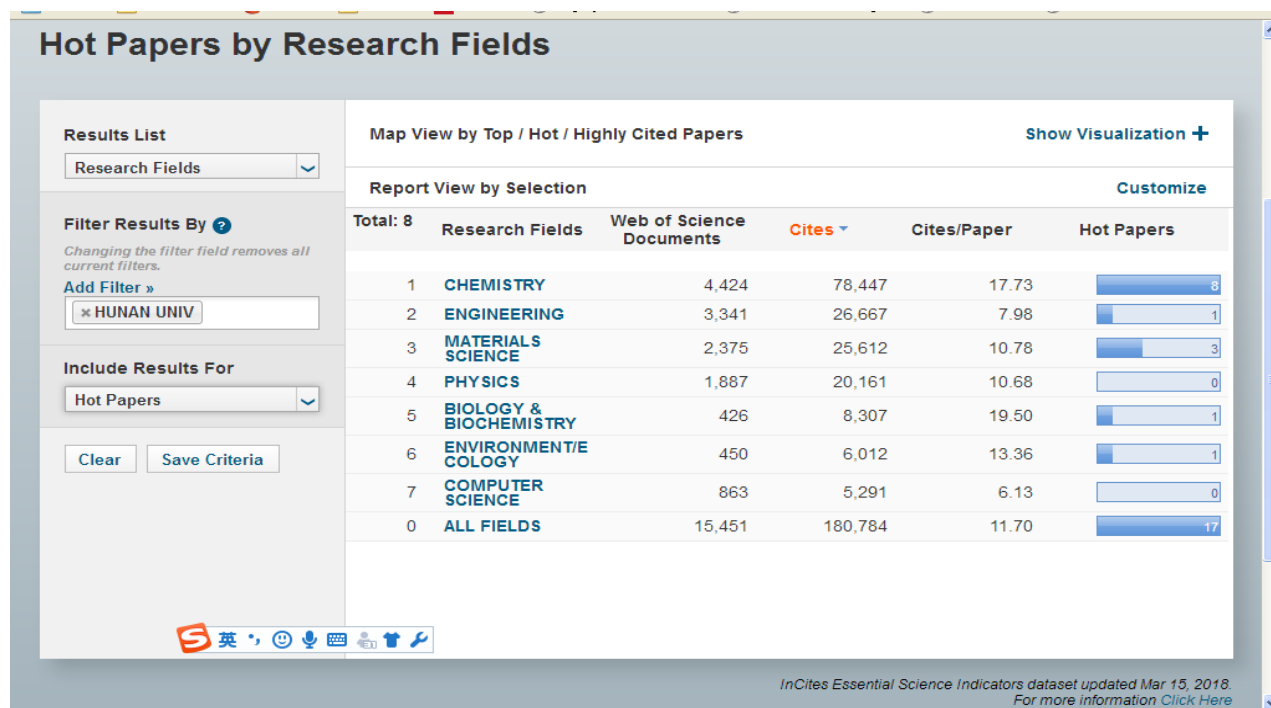 Hot Papers by Research Fields
Results List
Research Fields
Filter Results By ?
Changing the filter field removes all
current filters.
Add Filter »
× HUNAN UNIV
Include Results For
Hot Papers
Clear Save Criteria
Map View by Top / Hot / Highly Cited Papers Show Visualization +
Report View by Selection Customize
Total: 8 Research Fields Web of Science Documents Cites Cites/Paper Hot Papers
1 CHEMISTRY 4,424 78,447 17.73 8
2 ENGINEERING 3,341 26,667 7.98 1
3 MATERIALS SCIENCE 2,375 25,612 10.78 3
4 PHYSICS 1,887 20,161 10.68 0
5 BIOLOGY & BIOCHEMISTRY 426 8,307 19.50 1
6 ENVIRONMENT/E COLOGY 450 6,012 13.36 1
7 COMPUTER SCIENCE 863 5,291 6.13 0
0 ALL FIELDS 15,451 180,784 11.70 17
S 英
InCites Essential Science Indicators dataset updated Mar 15, 2018.
For more information Click Here